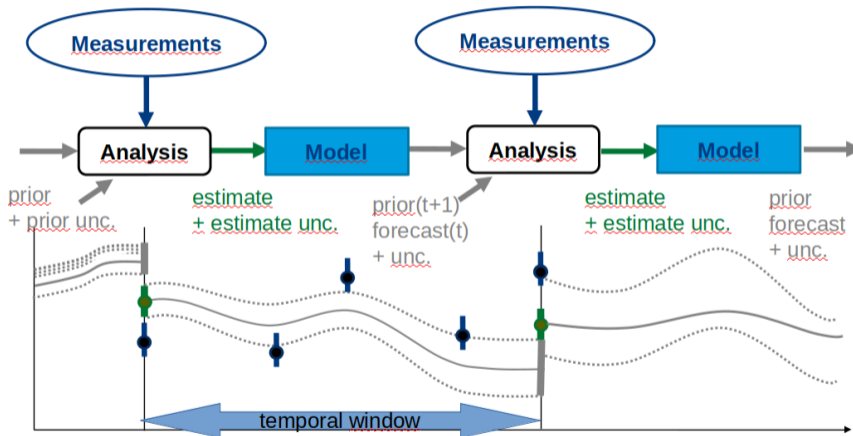 Measurements
Measurements
Analysis
Model
Analysis
Model
prior
+ prior unc.
estimate
+ estimate unc.
prior(t+1)
forecast(t)
+ unc.
estimate
+ estimate unc.
prior
forecast
+ unc.
temporal window